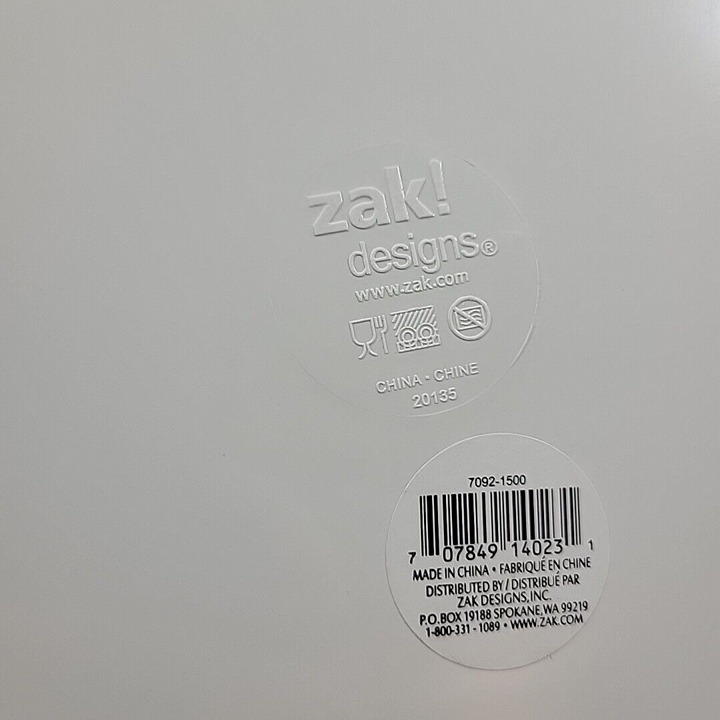 zak!
designs®
www.zak.com
CHINA • CHINE
20135
7092-1500
7 07849 14023 1
MADE IN CHINA • FABRIQUÉ EN CHINE
DISTRIBUTED BY / DISTRIBUÉ PAR
ZAK DESIGNS, INC.
P.O. BOX 19188 SPOKANE, WA 99219
1-800-331-1089 • WWW.ZAK.COM